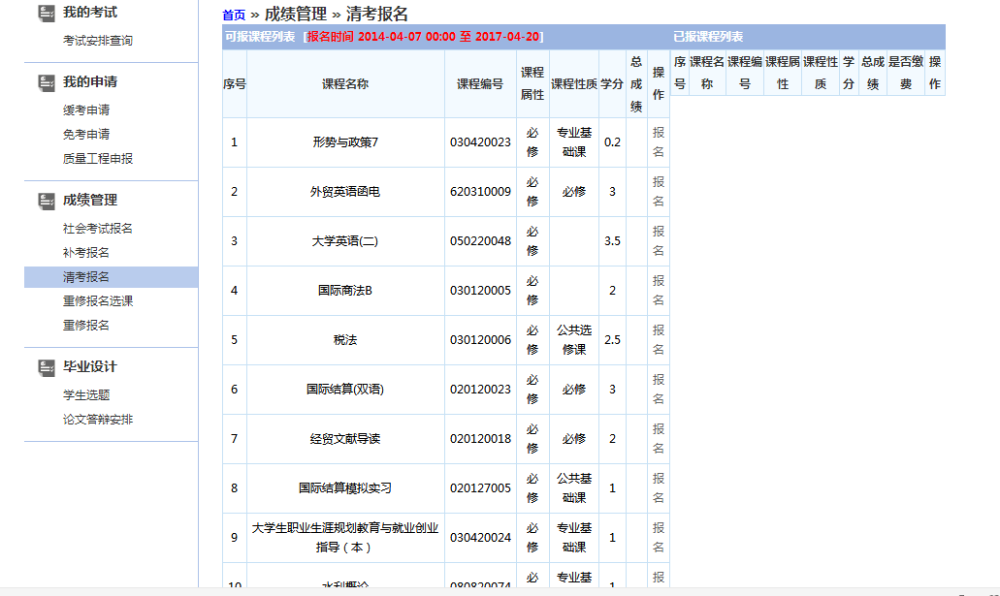 我的考试
考试安排查询
我的申请
缓考申请
免考申请
质量工程申报
成绩管理
社会考试报名
补考报名
清考报名
重修报名选课
重修报名
毕业设计
学生选题
论文答辩安排
首页 » 成绩管理 » 清考报名
可报课程列表 [报名时间 2014-04-07 00:00 至 2017-04-20]
序号 课程名称 课程编号 课程属性 课程性质 学分 总成绩 操作
1 形势与政策7 030420023 必修 专业基础课 0.2 报名
2 外贸英语函电 620310009 必修 必修 3 报名
3 大学英语(二) 050220048 必修 3.5 报名
4 国际商法B 030120005 必修 2 报名
5 税法 030120006 必修 公共选修课 2.5 报名
6 国际结算(双语) 020120023 必修 必修 3 报名
7 经贸文献导读 020120018 必修 必修 2 报名
8 国际结算模拟实习 020127005 必修 公共基础课 1 报名
9 大学生职业生涯规划教育与就业创业指导（本） 030420024 必修 专业基础课 1 报名
10 水利概论 080820074 必 专业基 1 报
已报课程列表
序号 课程名称 课程编号 课程属性 课程性质 学分 总成绩 是否缴费 操作